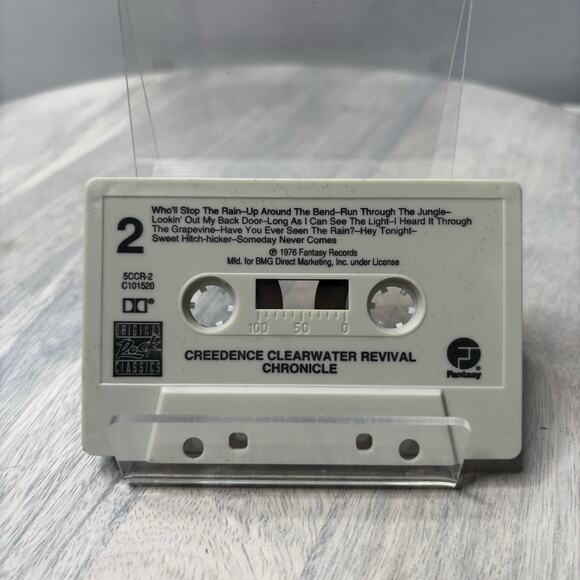 Who'll Stop The Rain–Up Around The Bend–Run Through The Jungle–
Lookin' Out My Back Door–Long As I Can See The Light–I Heard It Through
The Grapevine–Have You Ever Seen The Rain?–Hey Tonight–
Sweet Hitch-hicker–Someday Never Comes
2
℗ 1976 Fantasy Records
Mfd. for BMG Direct Marketing, Inc. under License
5CCR-2
C101520
100 50 0
ORIGINAL
Rock
CLASSICS
CREEDENCE CLEARWATER REVIVAL
CHRONICLE
Fantasy